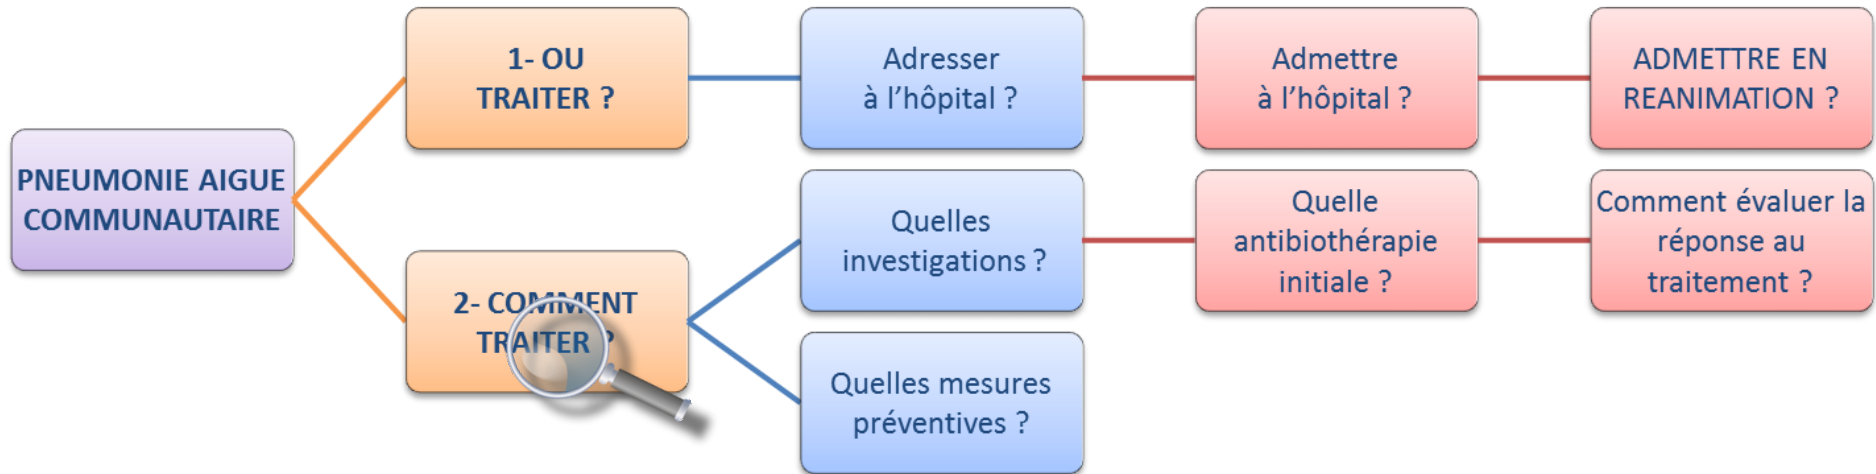 PNEUMONIE AIGUE
COMMUNAUTAIRE
1- OU
TRAITER ?
Adresser
à l'hôpital ?
Admettre
à l'hôpital ?
ADMETTRE EN
REANIMATION ?
2- COMMENT
TRAITER ?
Quelles
investigations ?
Quelle
antibiothérapie
initiale ?
Comment évaluer la
réponse au
traitement ?
Quelles mesures
préventives ?